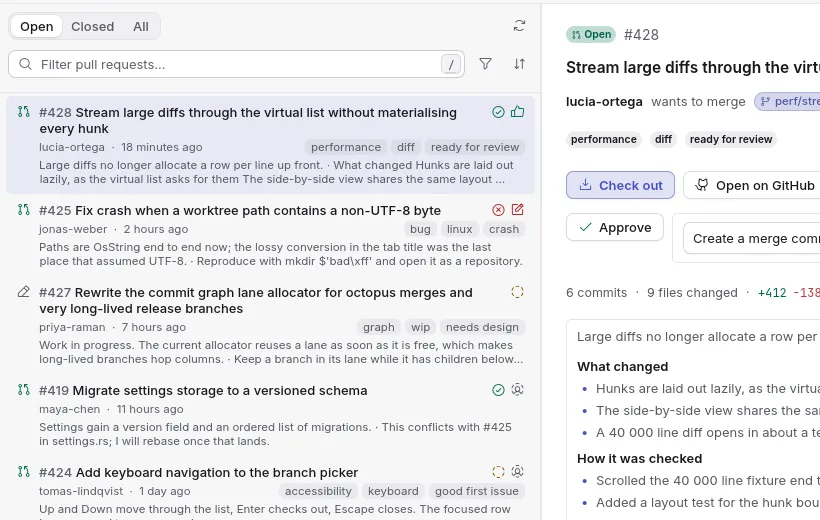 Open Closed All
Filter pull requests... /
#428 Stream large diffs through the virtual list without materialising
every hunk
lucia-ortega · 18 minutes ago performance diff ready for review
Large diffs no longer allocate a row per line up front. · What changed Hunks are laid out
lazily, as the virtual list asks for them The side-by-side view shares the same layout ...
#425 Fix crash when a worktree path contains a non-UTF-8 byte
jonas-weber · 2 hours ago bug linux crash
Paths are OsString end to end now; the lossy conversion in the tab title was the last
place that assumed UTF-8. · Reproduce with mkdir $'bad\xff' and open it as a repository.
#427 Rewrite the commit graph lane allocator for octopus merges and
very long-lived release branches
priya-raman · 7 hours ago graph wip needs design
Work in progress. The current allocator reuses a lane as soon as it is free, which makes
long-lived branches hop columns. · Keep a branch in its lane while it has children below...
#419 Migrate settings storage to a versioned schema
maya-chen · 11 hours ago
Settings gain a version field and an ordered list of migrations. · This conflicts with #425
in settings.rs; I will rebase once that lands.
#424 Add keyboard navigation to the branch picker
tomas-lindqvist · 1 day ago accessibility keyboard good first issue
Up and Down move through the list, Enter checks out, Escape closes. The focused row
Open #428
Stream large diffs through the virt
lucia-ortega wants to merge perf/stre
performance diff ready for review
Check out Open on GitHub
Approve Create a merge comm
6 commits · 9 files changed · +412 -138
Large diffs no longer allocate a row per
What changed
• Hunks are laid out lazily, as the virtua
• The side-by-side view shares the sa
• A 40 000 line diff opens in about a te
How it was checked
• Scrolled the 40 000 line fixture end t
• Added a layout test for the hunk bou